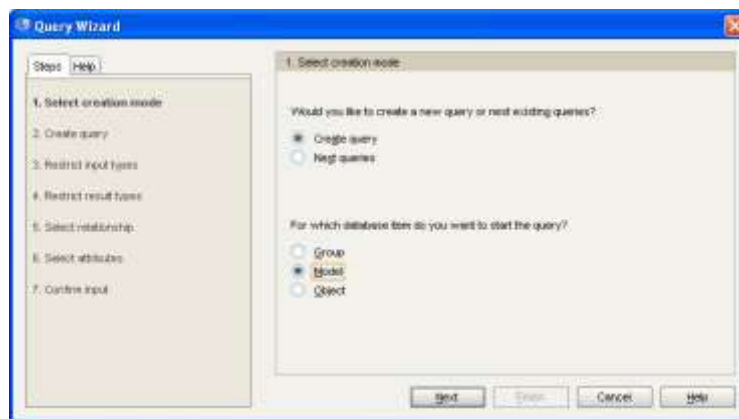 Query Wizard
Steps Help
1. Select creation mode
2. Create query
3. Restrict input types
4. Restrict result types
5. Select relationship
6. Select attributes
7. Confirm input
1. Select creation mode
Would you like to create a new query or nest existing queries?
Create query
Nest queries
For which database item do you want to start the query?
Group
Model
Object
Next Finish Cancel Help